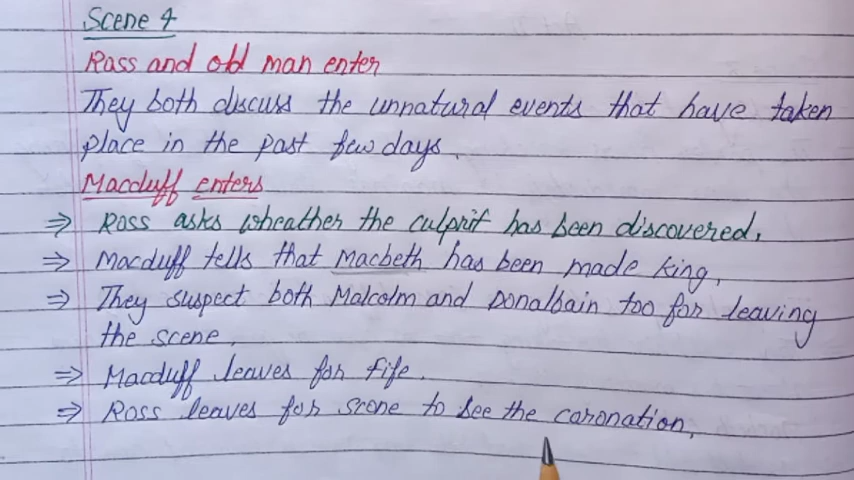 Scene 4
Ross and old man enter
They both discuss the unnatural events that have taken
place in the past few days.
Macduff enters
⇒ Ross asks wheather the culprit has been discovered,
⇒ Macduff tells that Macbeth has been made king,
⇒ They suspect both Malcolm and Donalbain too for leaving
the scene.
⇒ Macduff leaves for Fife.
⇒ Ross leaves for scone to see the coronation,